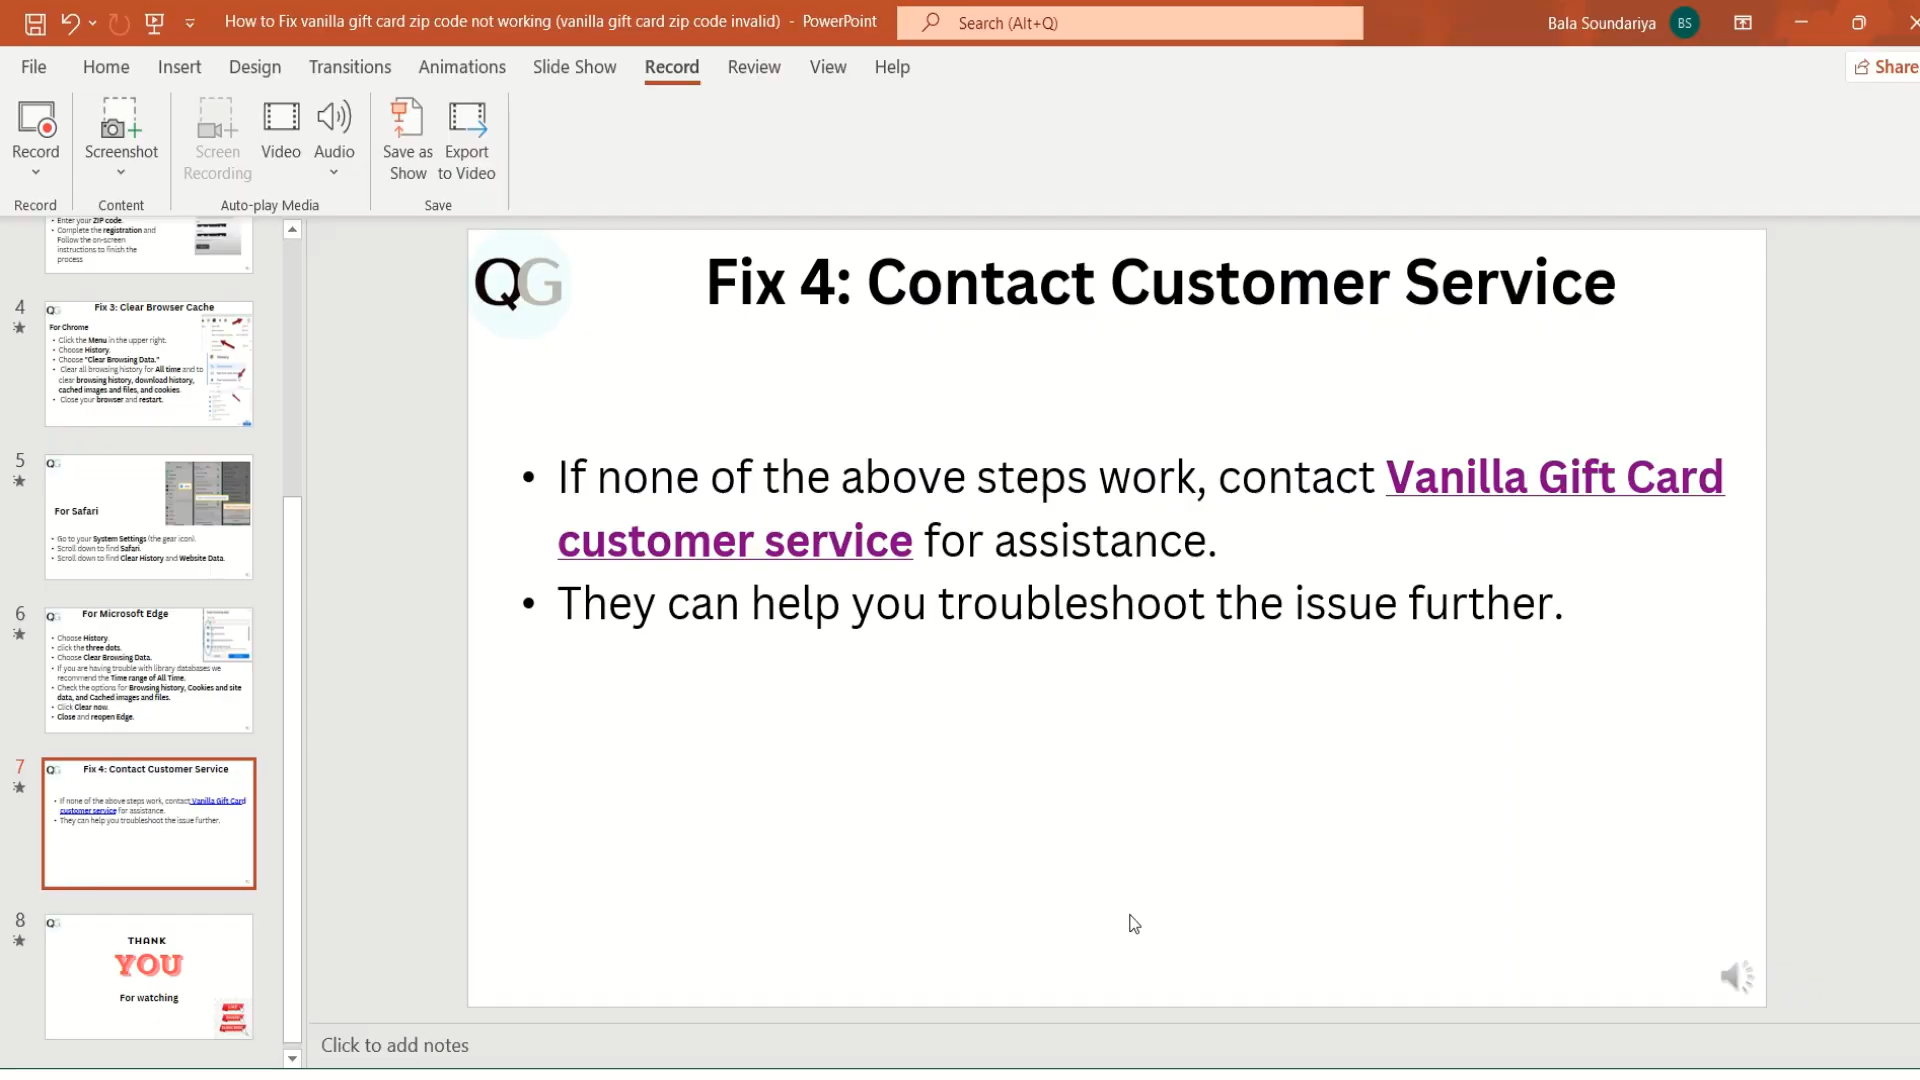 How to Fix vanilla gift card zip code not working (vanilla gift card zip code invalid) - PowerPoint
Search (Alt+Q)
Bala Soundariya
BS
File Home Insert Design Transitions Animations Slide Show Record Review View Help
Share
Record
Screenshot
Screen
Recording
Video
Audio
Save as
Show
Export
to Video
Record
Content
Auto-play Media
Save
Enter your ZIP code.
Complete the registration and
Follow the on-screen
instructions to finish the
process
4
QG
Fix 3: Clear Browser Cache
For Chrome
• Click the Menu in the upper right.
• Choose History.
• Choose "Clear Browsing Data."
• Clear all browsing history for All time and to
clear browsing history, download history,
cached images and files, and cookies.
• Close your browser and restart.
5
QG
For Safari
• Go to your System Settings (the gear icon).
• Scroll down to find Safari.
• Scroll down to find Clear History and Website Data.
6
QG
For Microsoft Edge
• Choose History.
• click the three dots.
• Choose Clear Browsing Data.
• If you are having trouble with library databases we
recommend the Time range of All Time.
• Check the options for Browsing history, Cookies and site
data, and Cached images and files.
• Click Clear now.
• Close and reopen Edge.
7
QG
Fix 4: Contact Customer Service
• If none of the above steps work, contact Vanilla Gift Card
customer service for assistance.
• They can help you troubleshoot the issue further.
8
QG
THANK
YOU
For watching
QG
Fix 4: Contact Customer Service
• If none of the above steps work, contact Vanilla Gift Card
customer service for assistance.
• They can help you troubleshoot the issue further.
Click to add notes